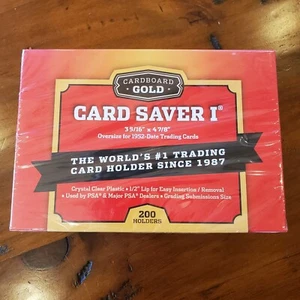 CARDBOARD
GOLD
CARD SAVER I®
3 5/16" x 4 7/8"
Oversize for 1952-Date Trading Cards
THE WORLD'S #1 TRADING
CARD HOLDER SINCE 1987
Crystal Clear Plastic • 1/2" Lip for Easy Insertion / Removal
• Used by PSA® & Major PSA® Dealers • Grading Submissions Size
200
HOLDERS